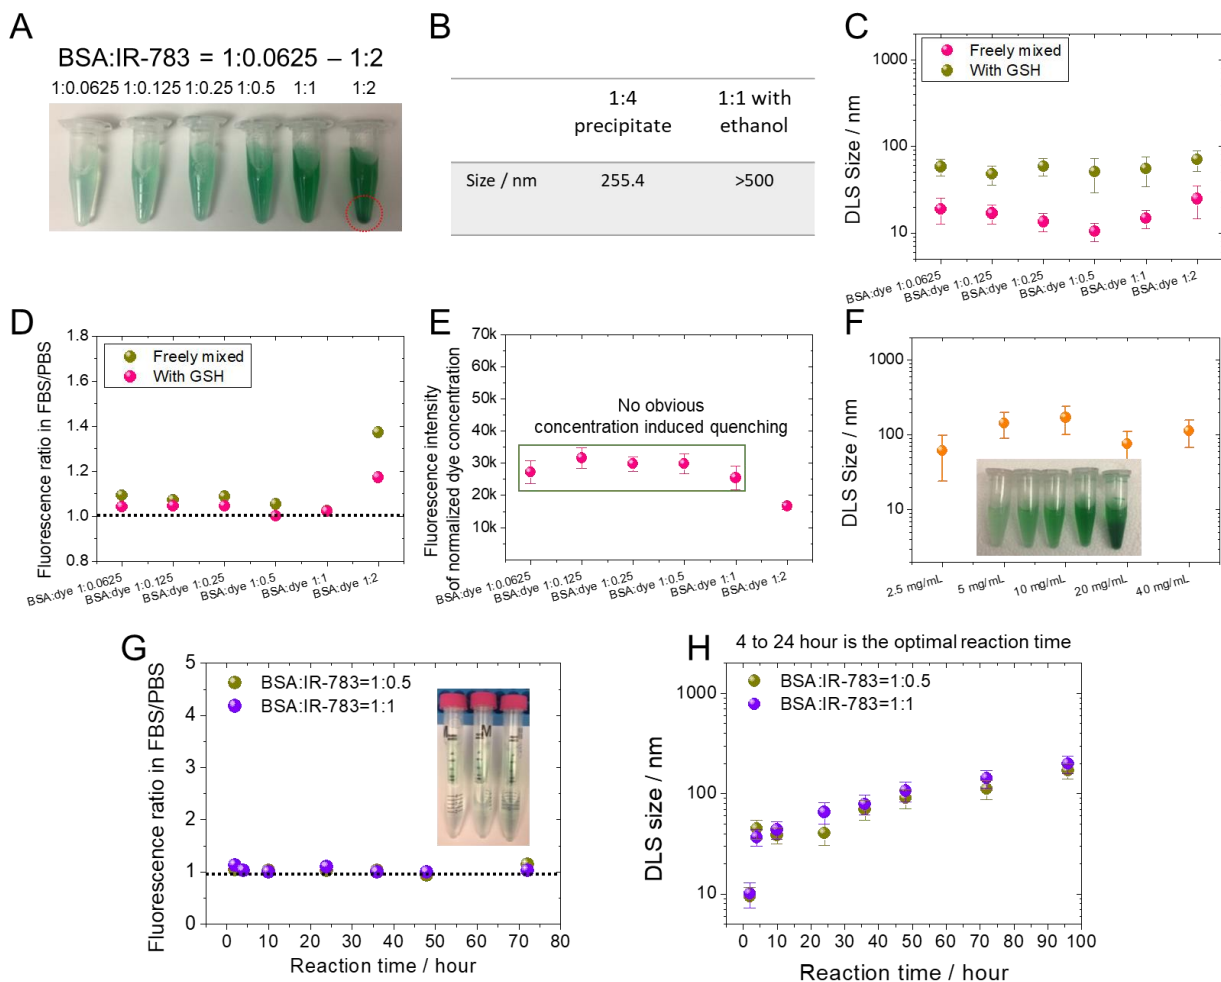 A
BSA:IR-783 = 1:0.0625 – 1:2
1:0.0625 1:0.125 1:0.25 1:0.5 1:1 1:2
B
1:4 precipitate
1:1 with ethanol
Size / nm 255.4 >500
C
DLS Size / nm
1000
100
10
Freely mixed
With GSH
BSA:dye 1:0.0625
BSA:dye 1:0.125
BSA:dye 1:0.25
BSA:dye 1:0.5
BSA:dye 1:1
BSA:dye 1:2
D
Fluorescence ratio in FBS/PBS
1.8
1.6
1.4
1.2
1.0
0.8
Freely mixed
With GSH
BSA:dye 1:0.0625
BSA:dye 1:0.125
BSA:dye 1:0.25
BSA:dye 1:0.5
BSA:dye 1:1
BSA:dye 1:2
E
Fluorescence intensity
of normalized dye concentration
70k
60k
50k
40k
30k
20k
10k
No obvious
concentration induced quenching
BSA:dye 1:0.0625
BSA:dye 1:0.125
BSA:dye 1:0.25
BSA:dye 1:0.5
BSA:dye 1:1
BSA:dye 1:2
F
DLS Size / nm
1000
100
10
2.5 mg/mL
5 mg/mL
10 mg/mL
20 mg/mL
40 mg/mL
G
Fluorescence ratio in FBS/PBS
5
4
3
2
1
0
BSA:IR-783=1:0.5
BSA:IR-783=1:1
0 10 20 30 40 50 60 70 80
Reaction time / hour
H
4 to 24 hour is the optimal reaction time
DLS size / nm
1000
100
10
BSA:IR-783=1:0.5
BSA:IR-783=1:1
0 10 20 30 40 50 60 70 80 90 100
Reaction time / hour